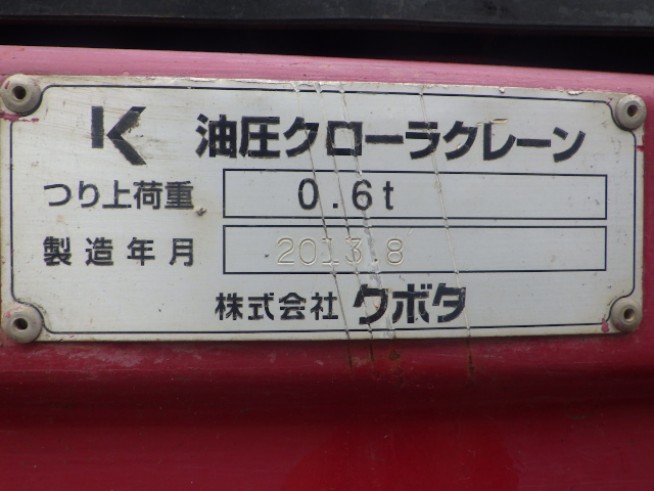 K 油圧クローラクレーン
つり上荷重 0.6t
製造年月 2013.8
株式会社 クボタ